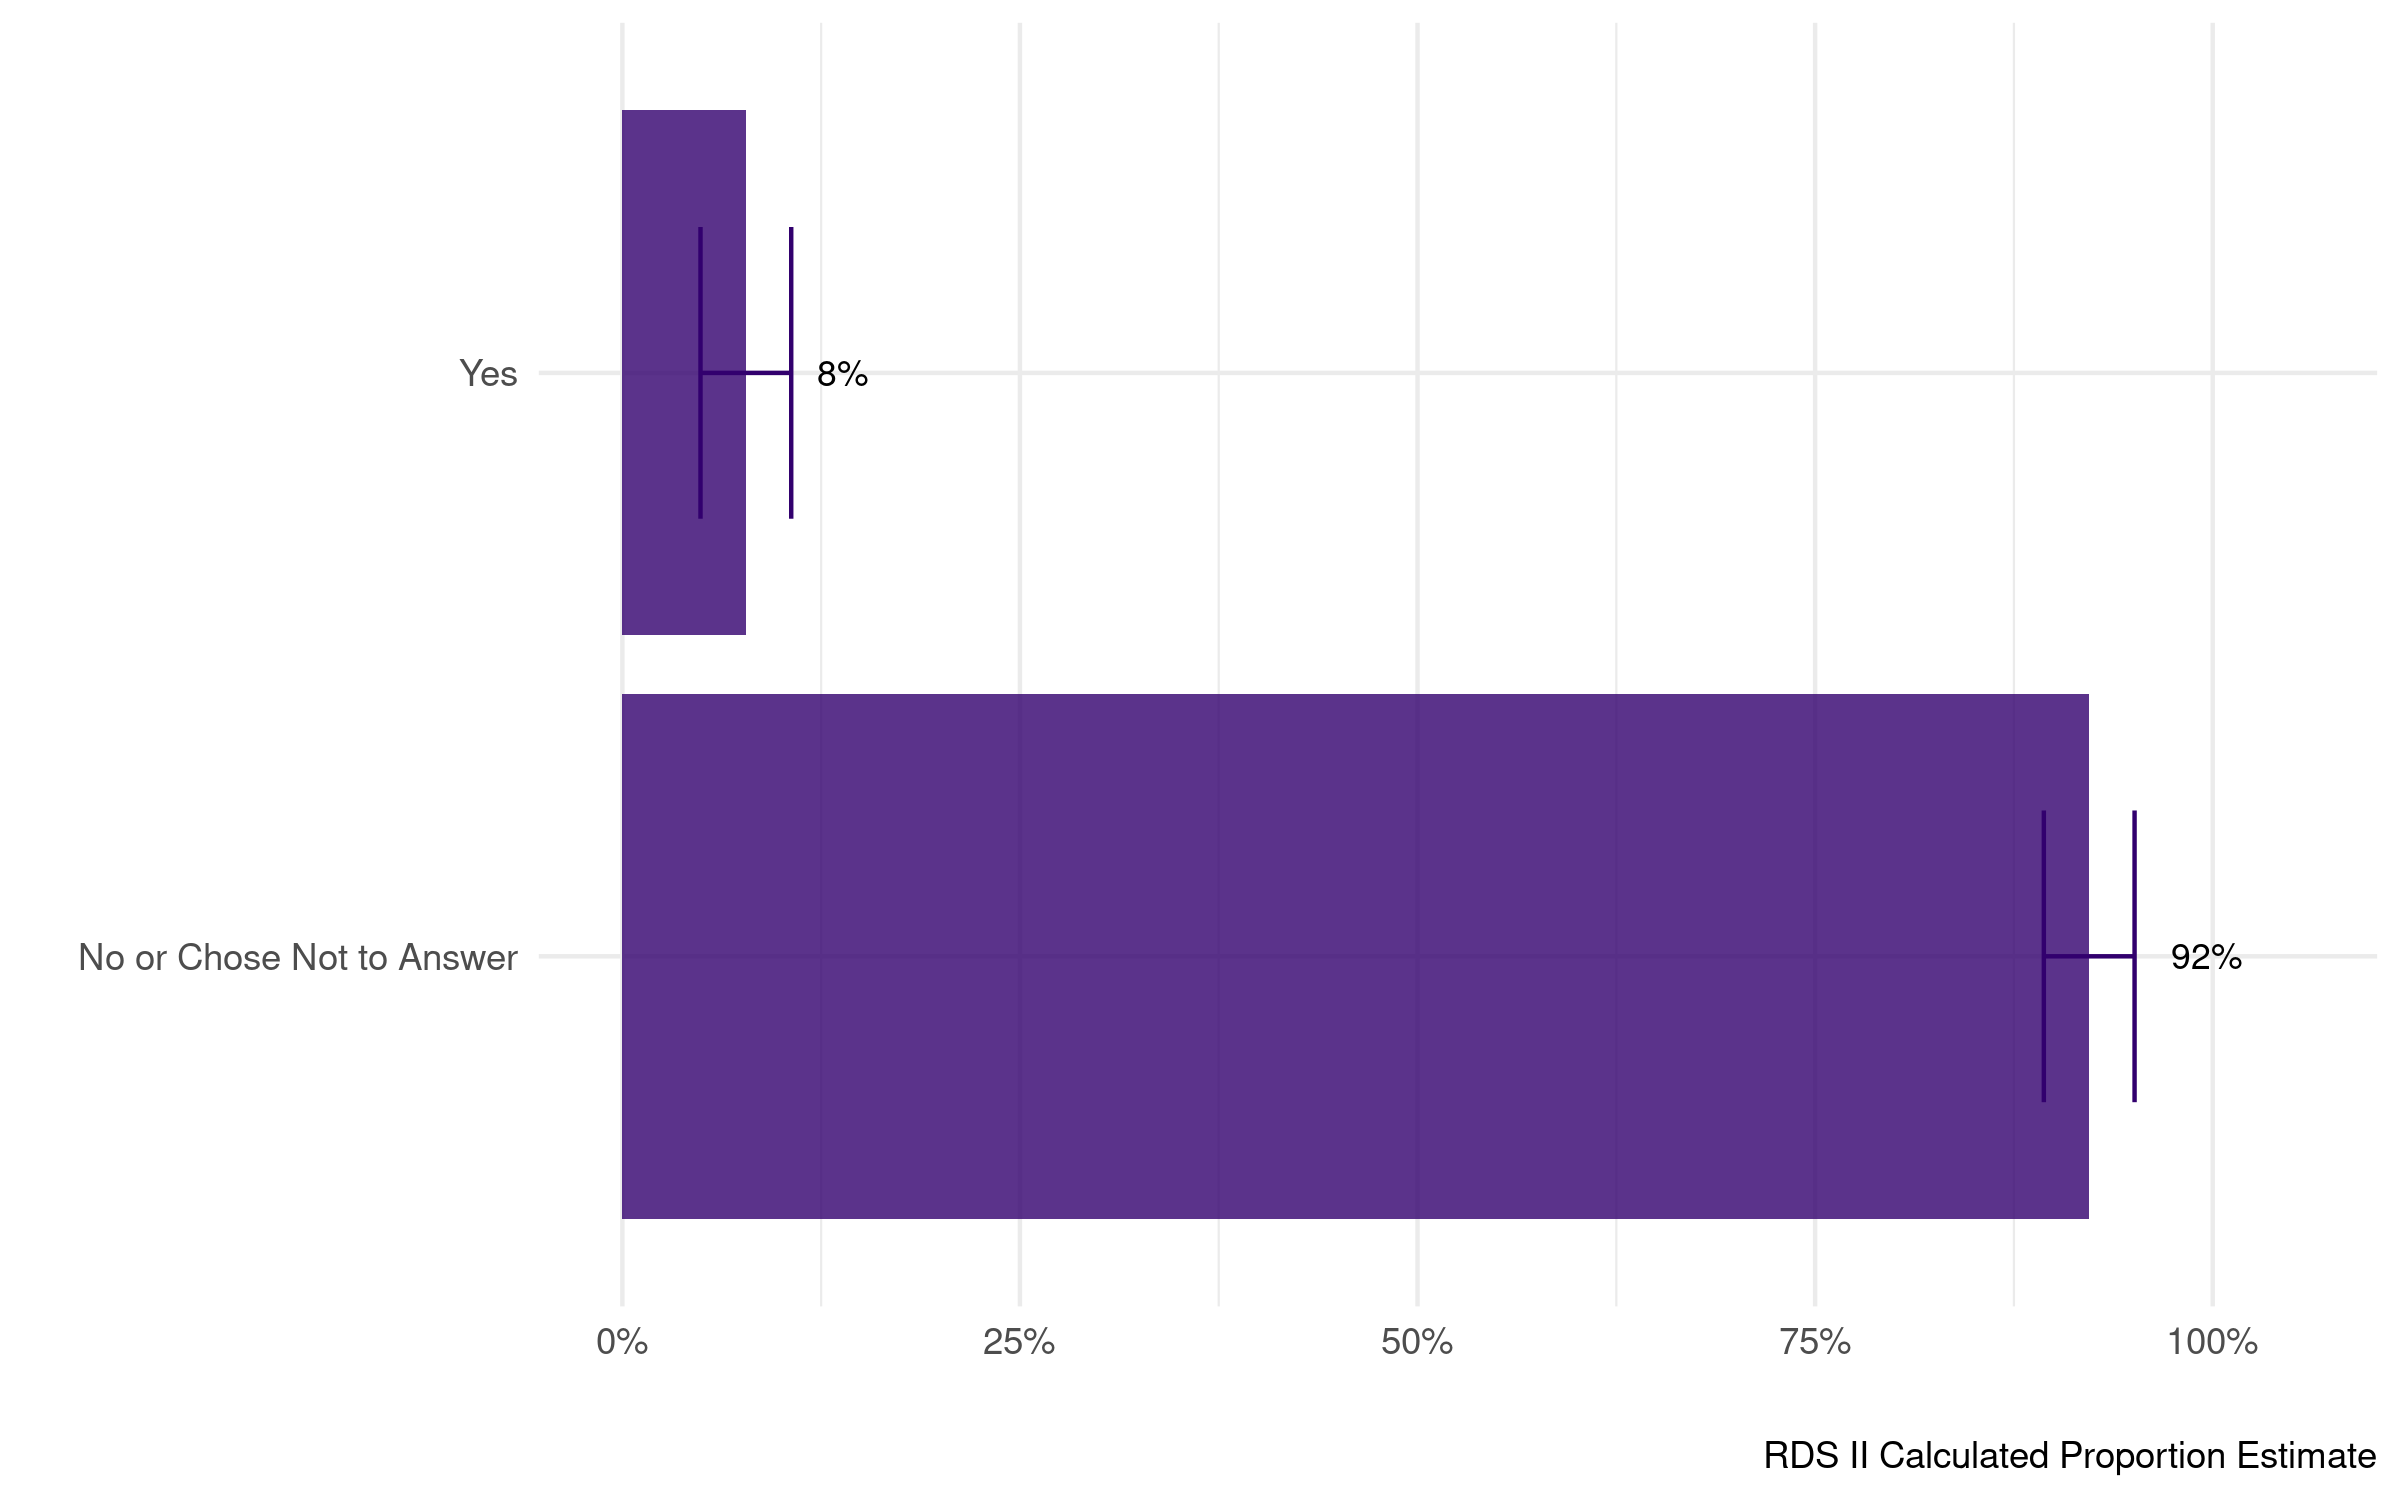 Yes
8%
No or Chose Not to Answer
92%
0%
25%
50%
75%
100%
RDS II Calculated Proportion Estimate